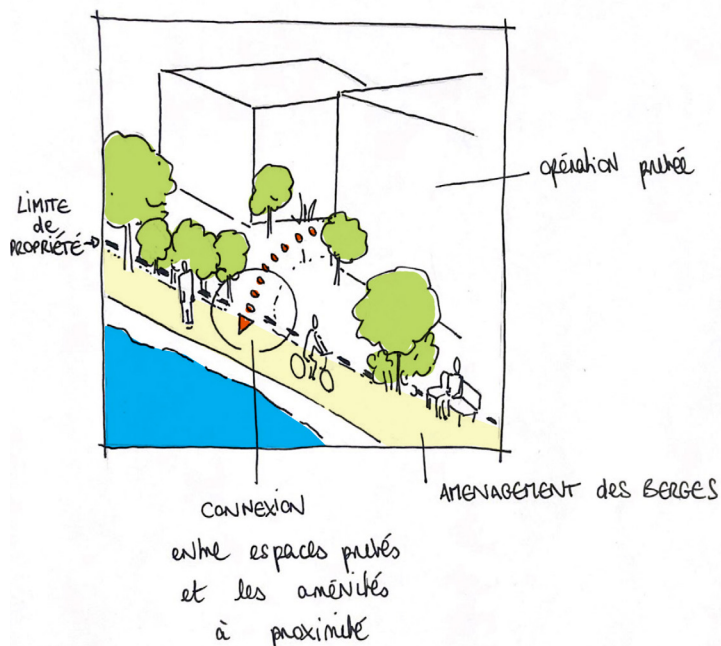 opération privée
LIMITE
de
PROPRIÉTÉ
AMENAGEMENT des BERGES
CONNEXION
entre espaces privés
et les aménités
à proximité